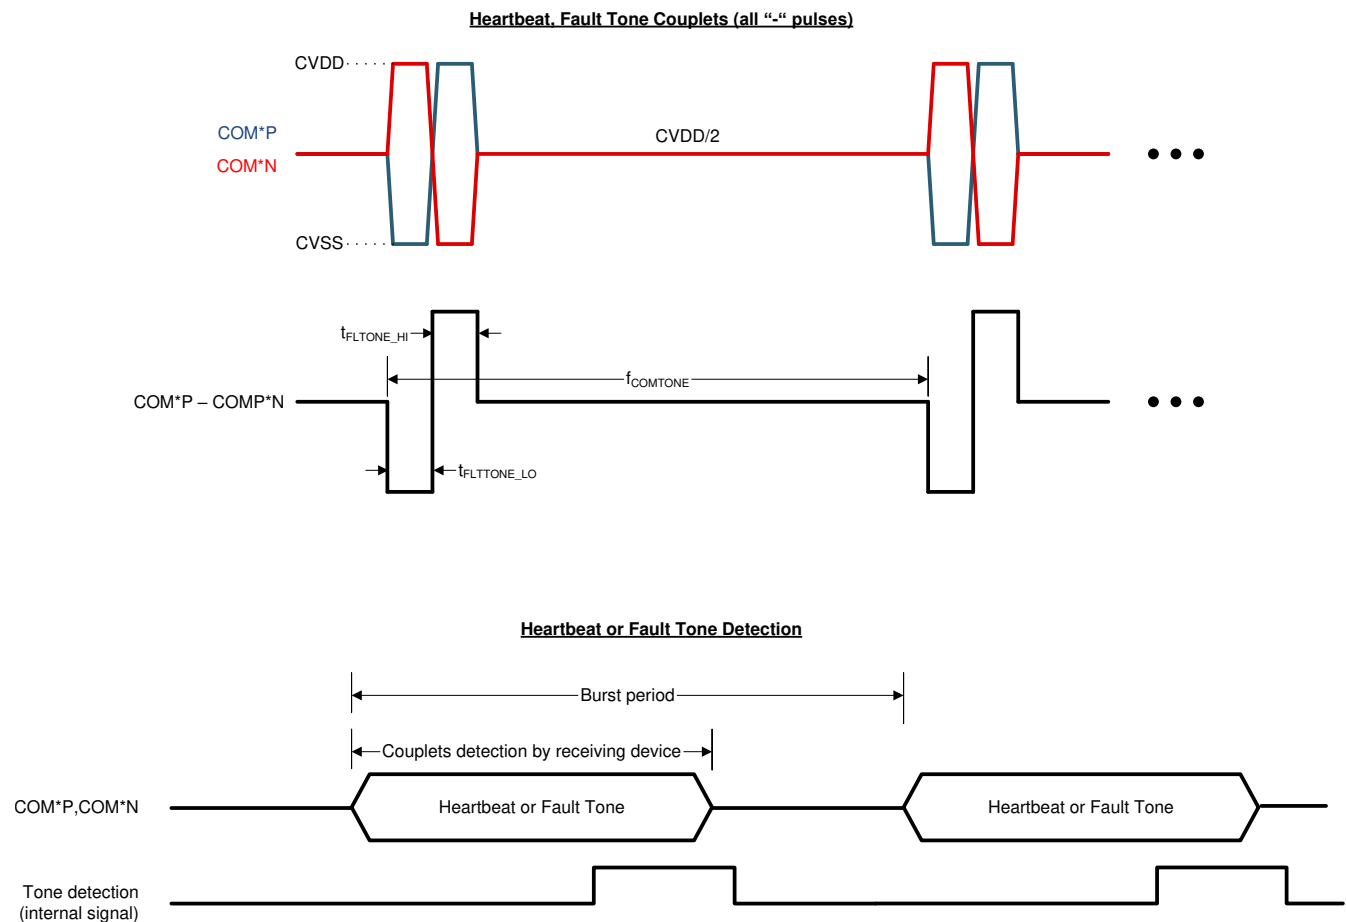 Heartbeat, Fault Tone Couplets (all “-“ pulses)
CVDD
COM*P
COM*N
CVDD/2
CVSS
tFLTONE_HI
fCOMTONE
COM*P – COMP*N
tFLTTONE_LO
Heartbeat or Fault Tone Detection
Burst period
Couplets detection by receiving device
COM*P,COM*N
Heartbeat or Fault Tone
Heartbeat or Fault Tone
Tone detection
(internal signal)